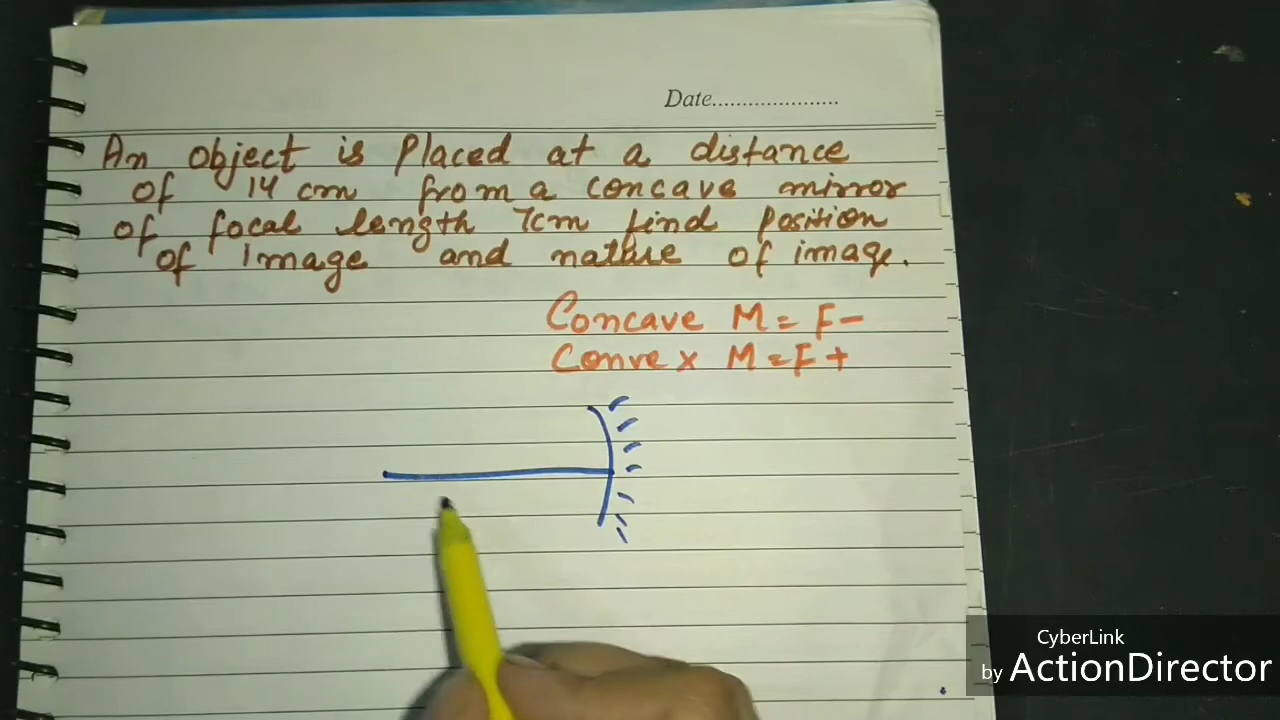 Date.....................
An object is Placed at a distance
of 14 cm from a concave mirror
of focal length 7cm find position
of image and nature of image.
Concave M = F-
Convex M = F +
CyberLink
by ActionDirector